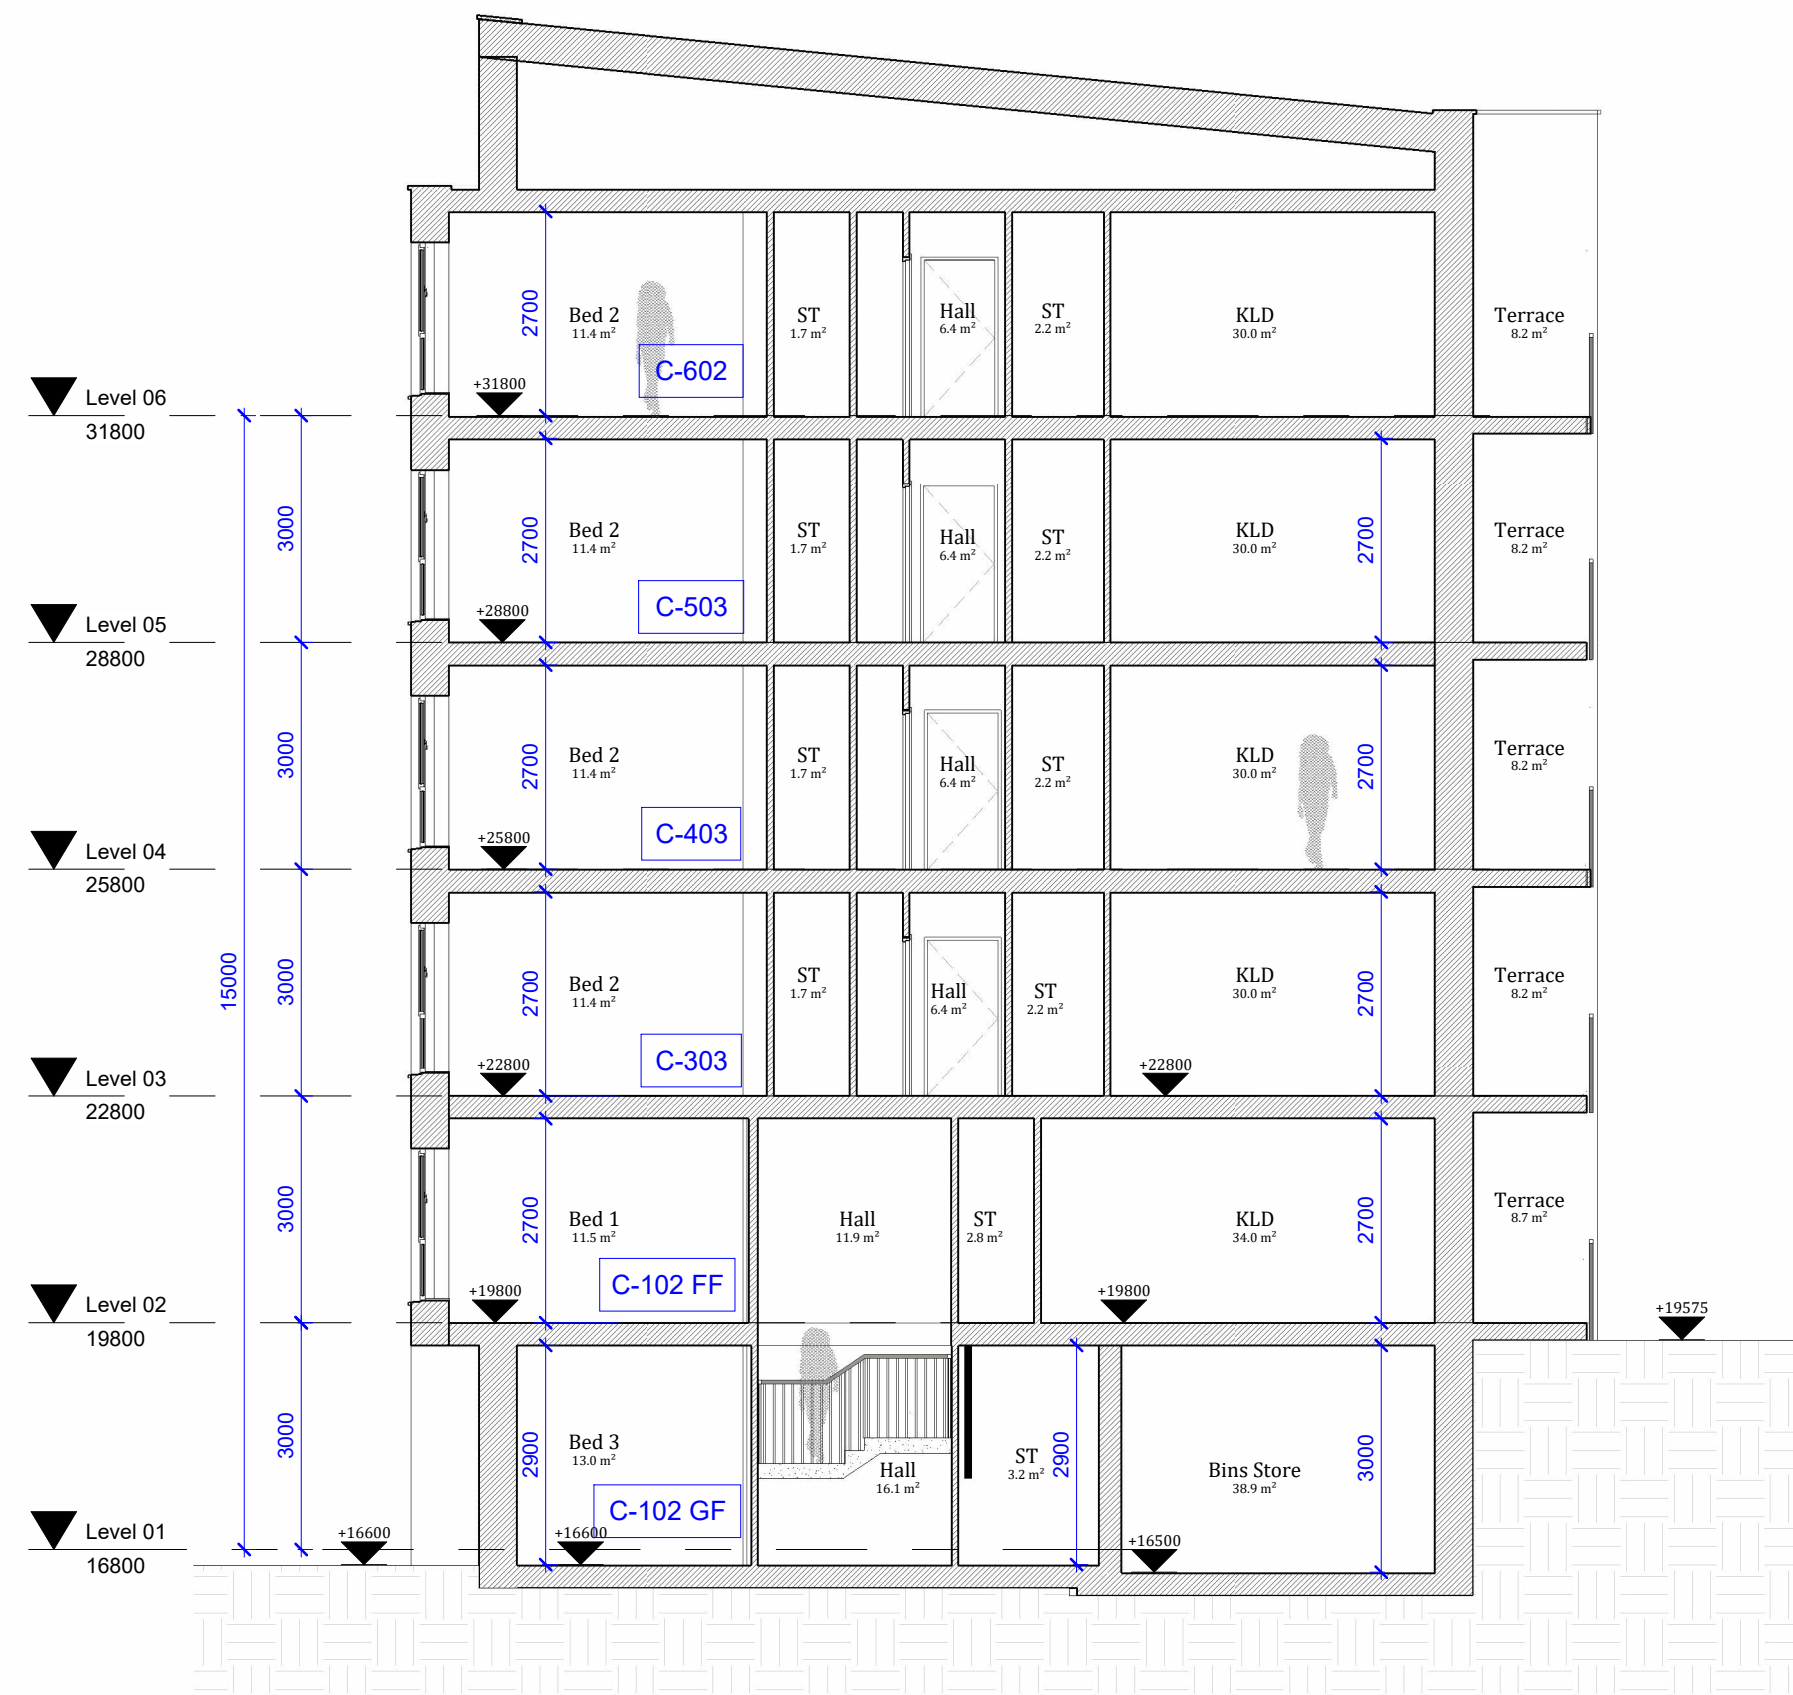 2700
Bed 2
11.4 m²
ST
1.7 m²
Hall
6.4 m²
ST
2.2 m²
KLD
30.0 m²
Terrace
8.2 m²
C-602
+31800
Level 06
31800
3000
2700
Bed 2
11.4 m²
ST
1.7 m²
Hall
6.4 m²
ST
2.2 m²
KLD
30.0 m²
2700
Terrace
8.2 m²
C-503
+28800
Level 05
28800
3000
2700
Bed 2
11.4 m²
ST
1.7 m²
Hall
6.4 m²
ST
2.2 m²
KLD
30.0 m²
2700
Terrace
8.2 m²
C-403
+25800
Level 04
25800
15000
3000
2700
Bed 2
11.4 m²
ST
1.7 m²
Hall
6.4 m²
ST
2.2 m²
KLD
30.0 m²
2700
Terrace
8.2 m²
C-303
+22800
+22800
Level 03
22800
3000
2700
Bed 1
11.5 m²
Hall
11.9 m²
ST
2.8 m²
KLD
34.0 m²
2700
Terrace
8.7 m²
C-102 FF
+19800
+19800
+19575
Level 02
19800
3000
2900
Bed 3
13.0 m²
Hall
16.1 m²
ST
3.2 m²
2900
Bins Store
38.9 m²
3000
C-102 GF
+16600
+16600
+16500
Level 01
16800